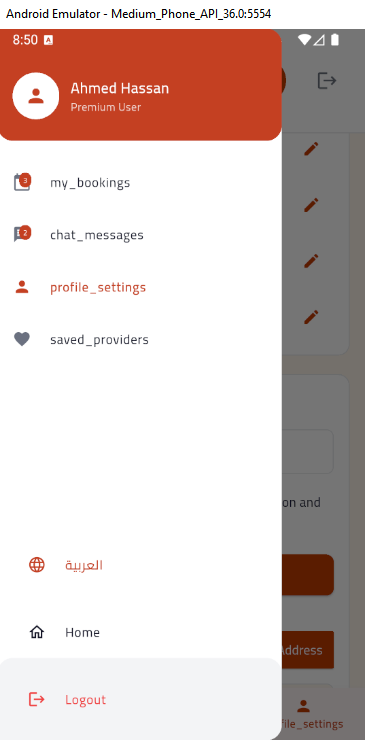 Android Emulator - Medium_Phone_API_36.0:5554
8:50 A
Ahmed Hassan
Premium User
3
my_bookings
2
chat_messages
profile_settings
saved_providers
on and
العربية
Home
Address
Logout
file_settings